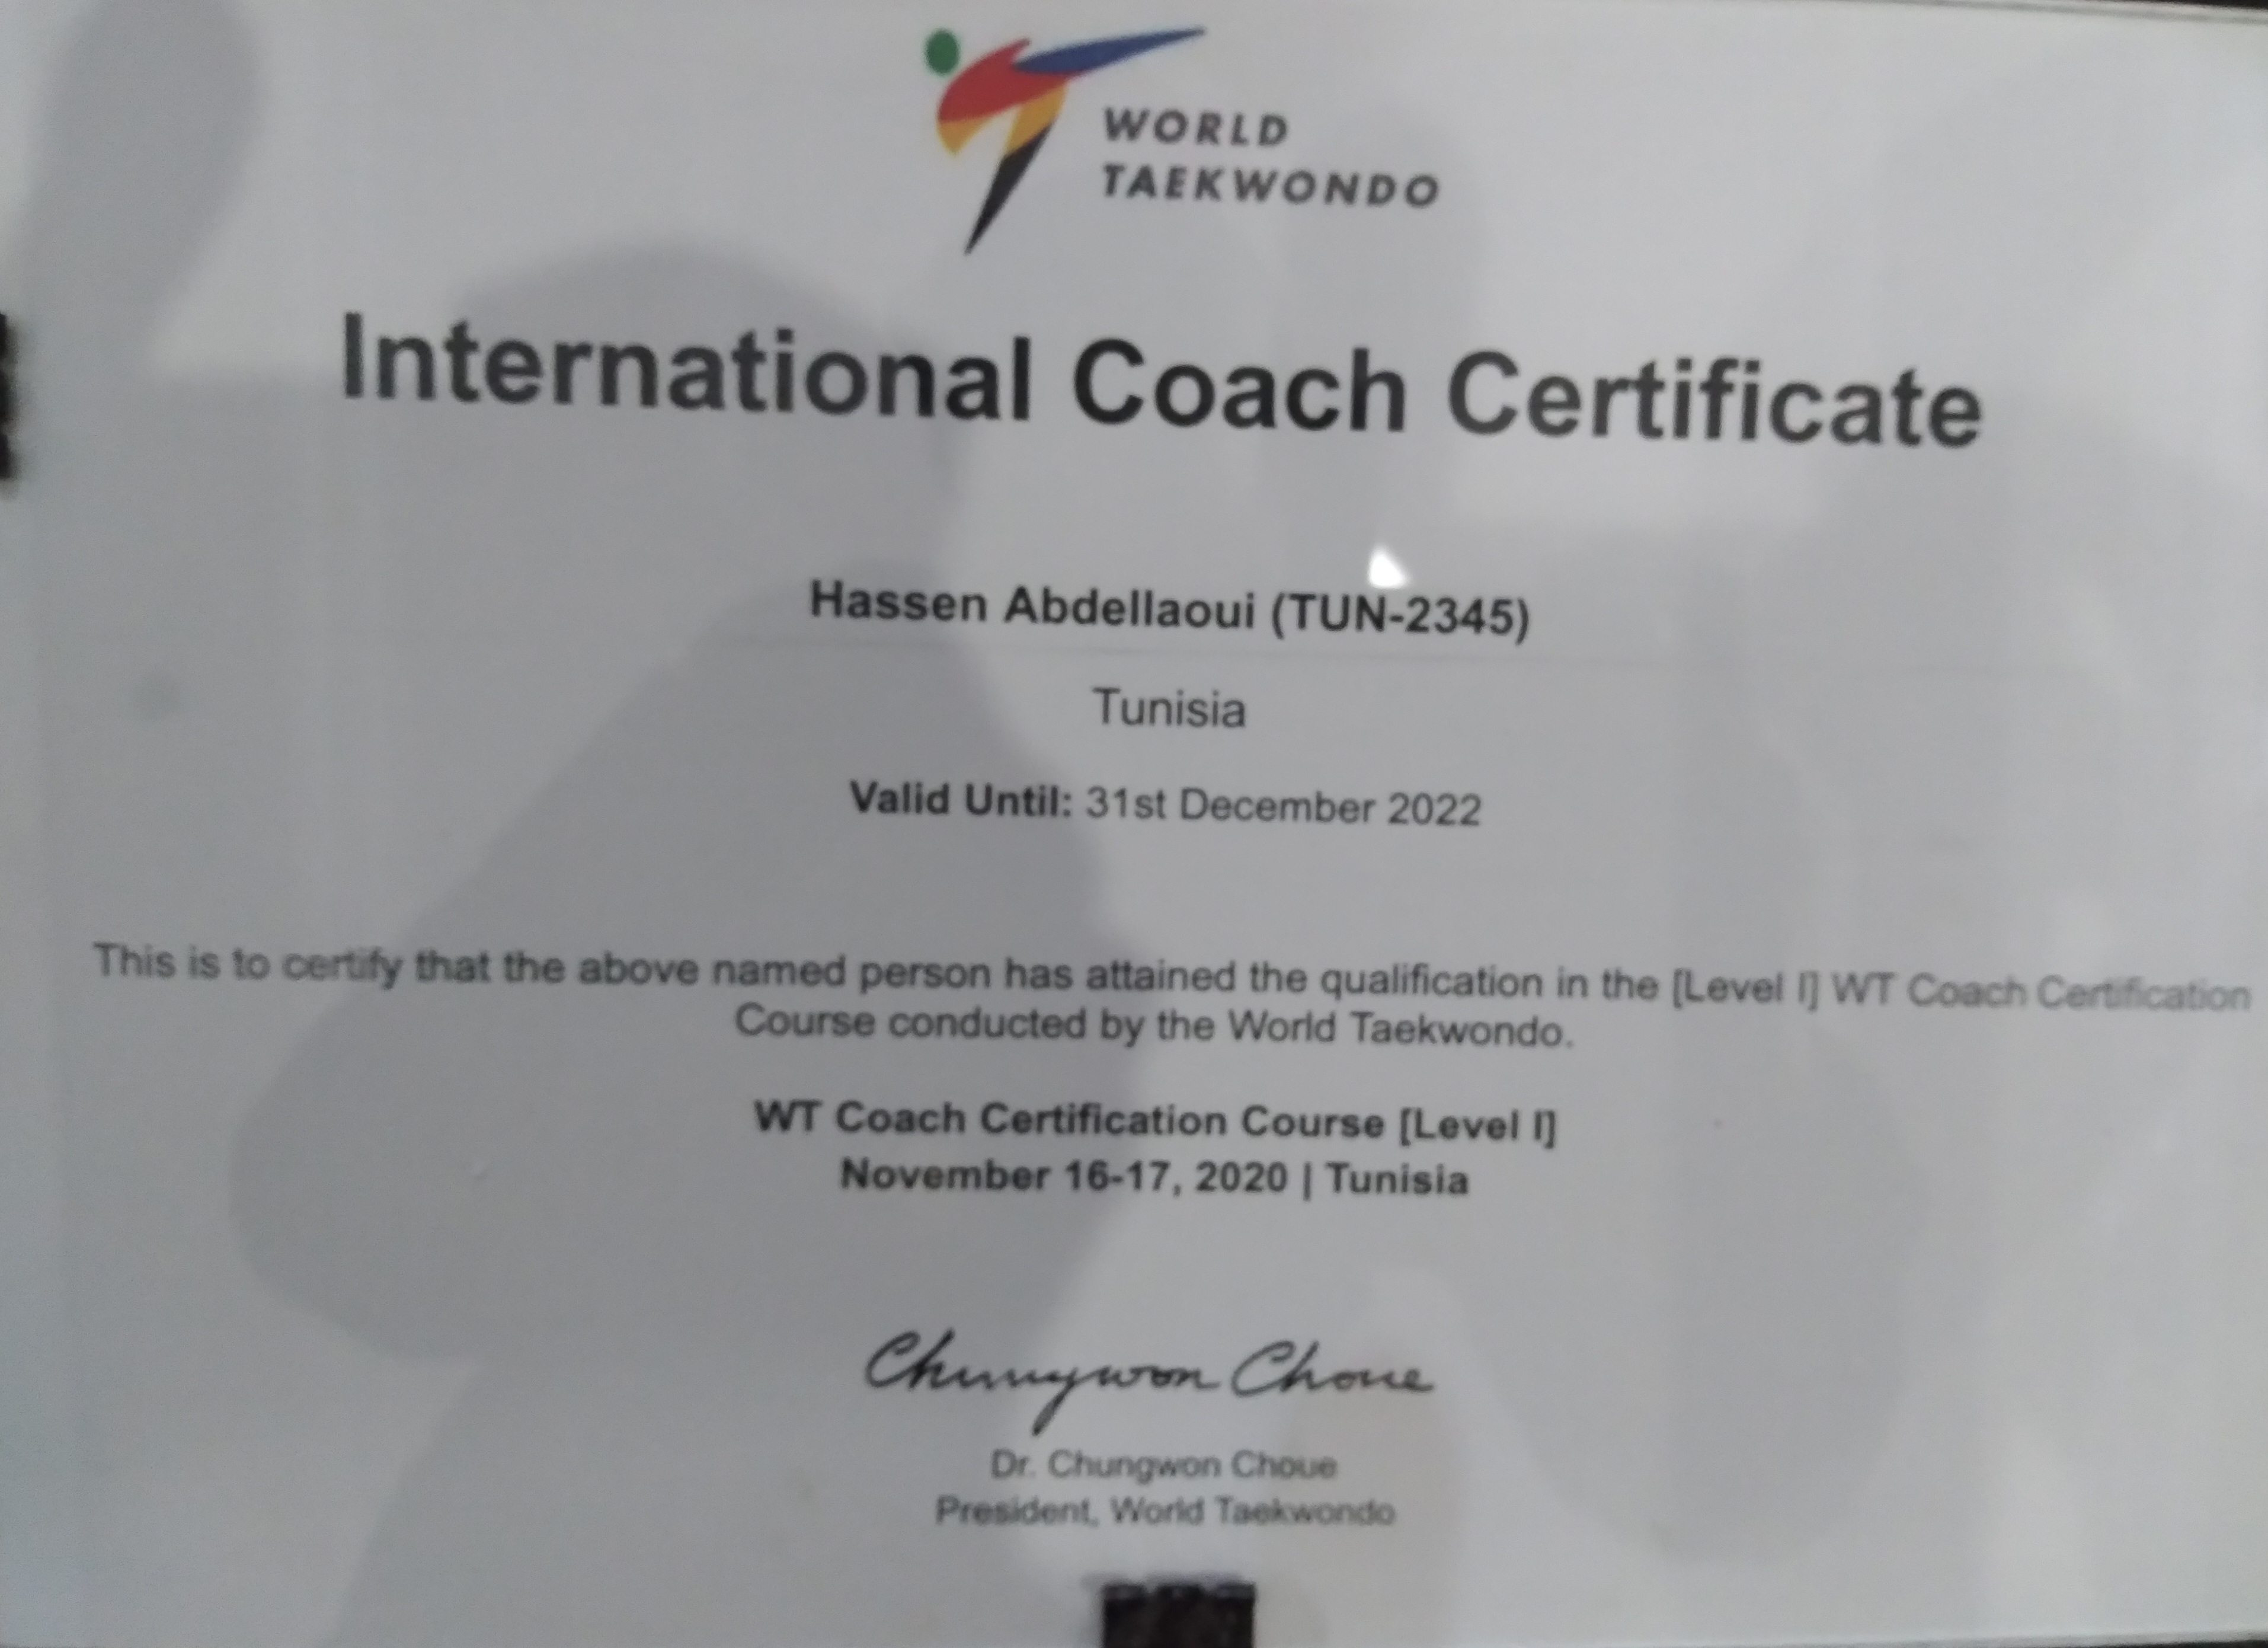 WORLD
TAEKWONDO
International Coach Certificate
Hassen Abdellaoui (TUN-2345)
Tunisia
Valid Until: 31st December 2022
This is to certify that the above named person has attained the qualification in the [Level I] WT Coach Certification
Course conducted by the World Taekwondo.
WT Coach Certification Course [Level I]
November 16-17, 2020 | Tunisia
Chungwon Choue
Dr. Chungwon Choue
President, World Taekwondo